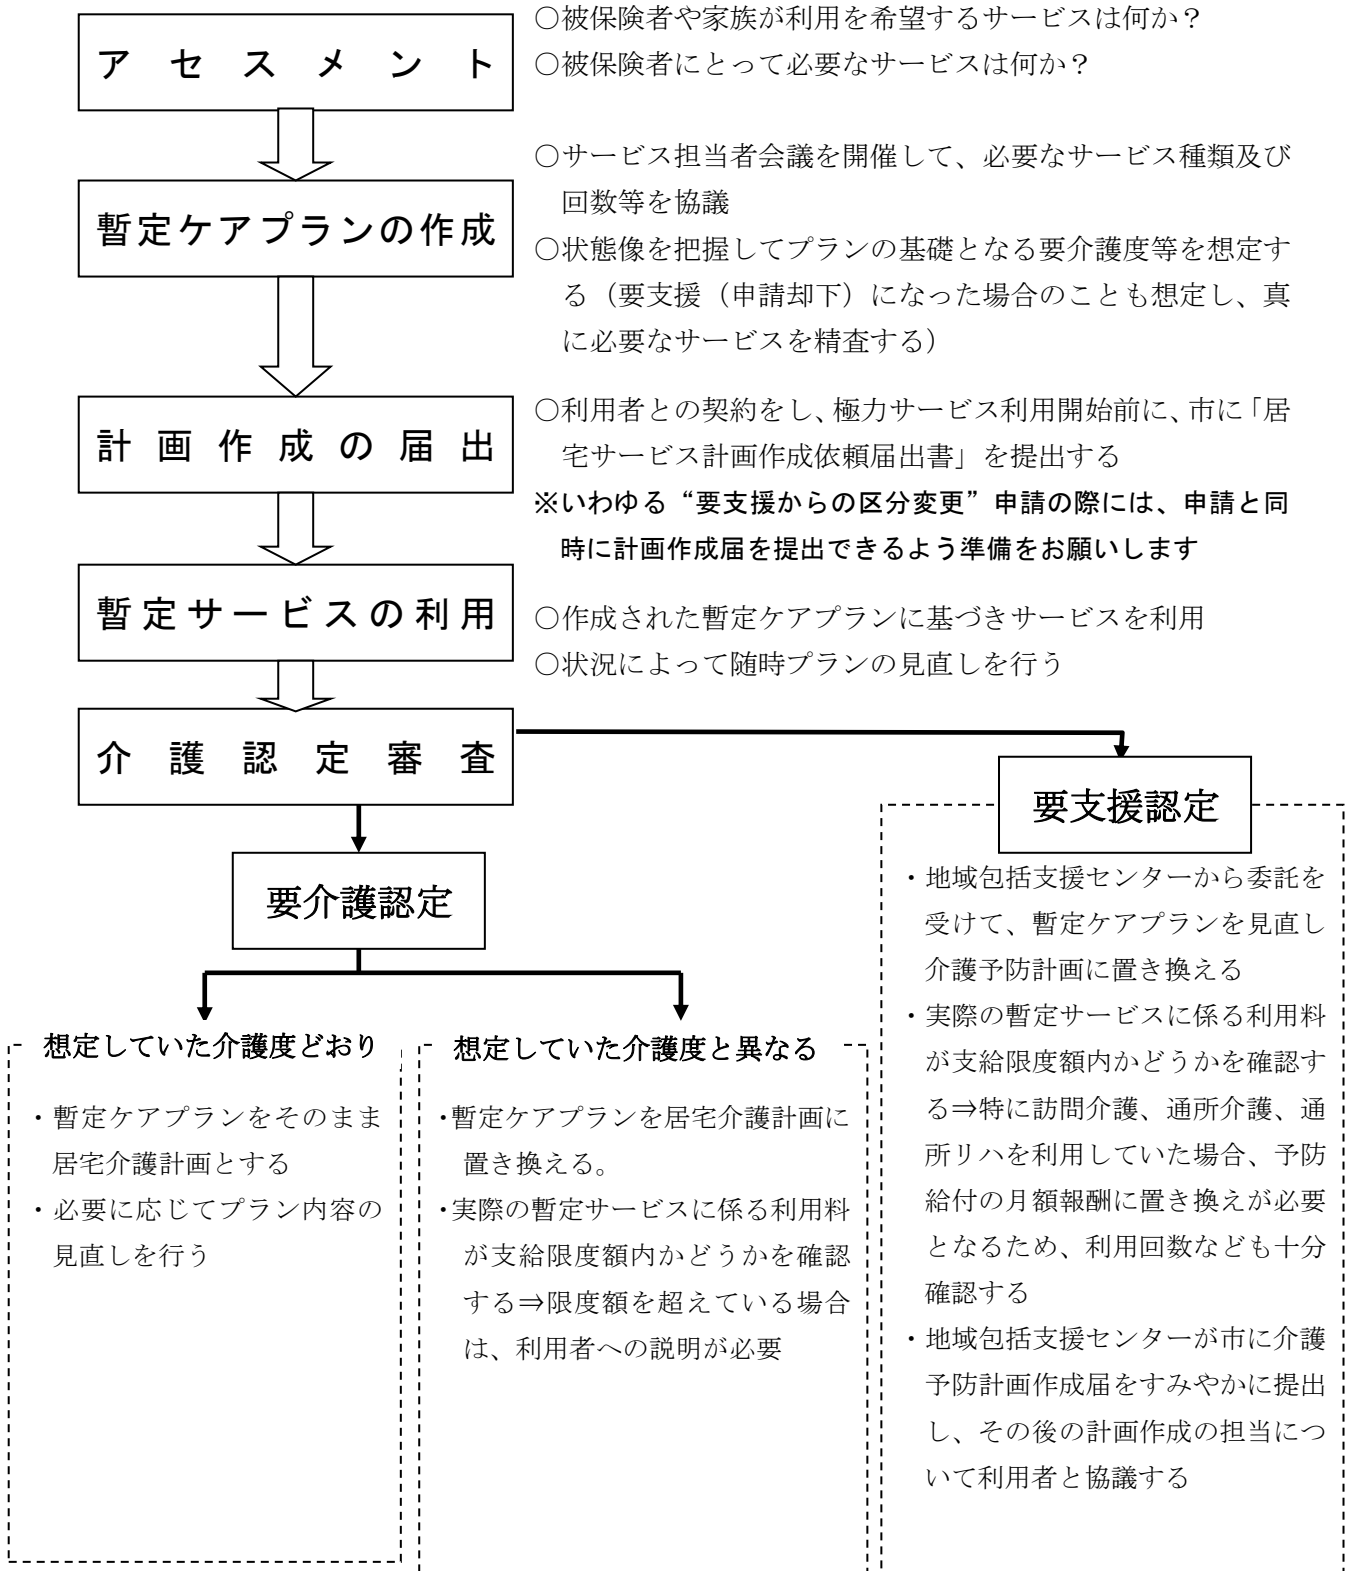 アセスメント
○被保険者や家族が利用を希望するサービスは何か？
○被保険者にとって必要なサービスは何か？
暫定ケアプランの作成
○サービス担当者会議を開催して、必要なサービス種類及び
回数等を協議
○状態像を把握してプランの基礎となる要介護度等を想定す
る（要支援（申請却下）になった場合のことも想定し、真
に必要なサービスを精査する）
計画作成の届出
○利用者との契約をし、極力サービス利用開始前に、市に「居
宅サービス計画作成依頼届出書」を提出する
※いわゆる“要支援からの区分変更”申請の際には、申請と同
時に計画作成届を提出できるよう準備をお願いします
暫定サービスの利用
○作成された暫定ケアプランに基づきサービスを利用
○状況によって随時プランの見直しを行う
介護認定審査
要介護認定
想定していた介護度どおり
・暫定ケアプランをそのまま
居宅介護計画とする
・必要に応じてプラン内容の
見直しを行う
想定していた介護度と異なる
・暫定ケアプランを居宅介護計画に
置き換える。
・実際の暫定サービスに係る利用料
が支給限度額内かどうかを確認
する⇒限度額を超えている場合
は、利用者への説明が必要
要支援認定
・地域包括支援センターから委託を
受けて、暫定ケアプランを見直し
介護予防計画に置き換える
・実際の暫定サービスに係る利用料
が支給限度額内かどうかを確認す
る⇒特に訪問介護、通所介護、通
所リハを利用していた場合、予防
給付の月額報酬に置き換えが必要
となるため、利用回数なども十分
確認する
・地域包括支援センターが市に介護
予防計画作成届をすみやかに提出
し、その後の計画作成の担当につ
いて利用者と協議する